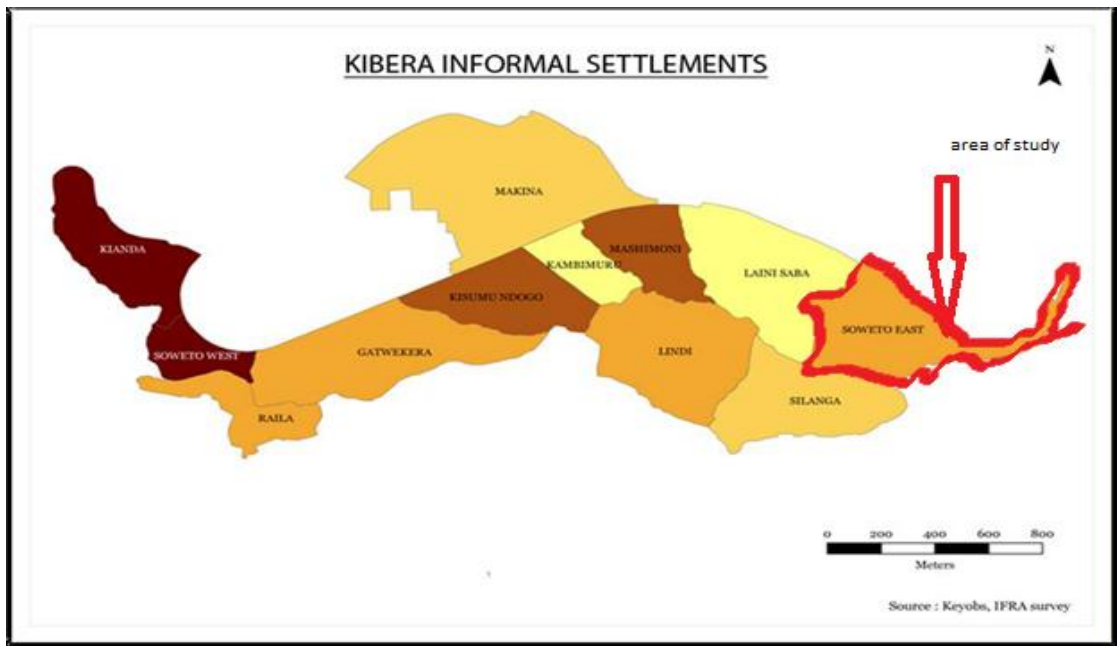 KIBERA INFORMAL SETTLEMENTS
N
area of study
MAKINA
KIANDA
MASHIMONI
KAMBIMURU
LAINI SABA
KISUMU NDOGO
SOWETO EAST
SOWETO WEST
GATWEKERA
LINDI
SILANGA
RAILA
0 200 400 600 800
Meters
Source : Keyobs, IFRA survey